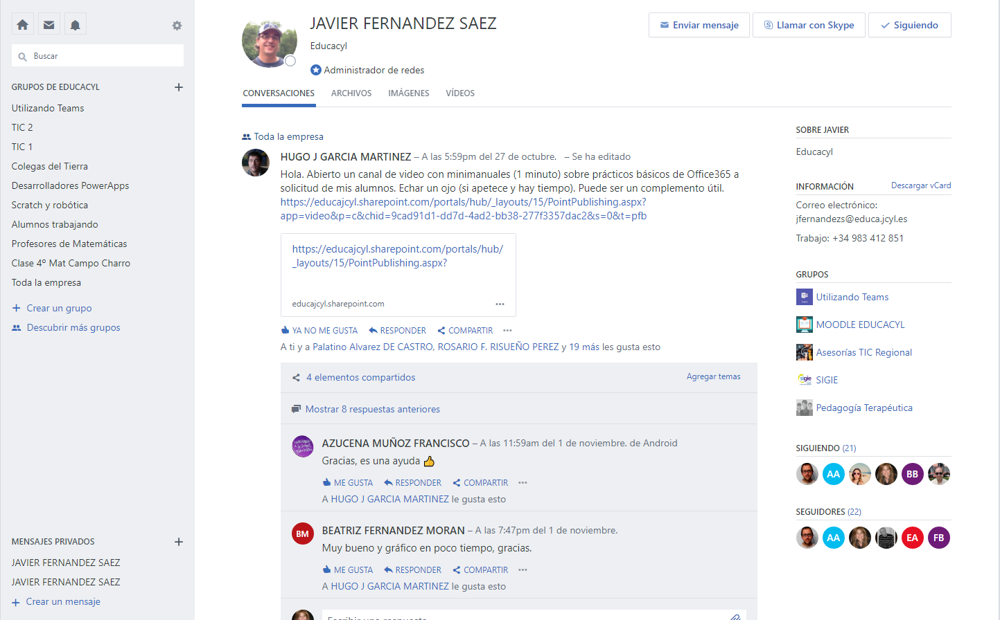 Buscar
GRUPOS DE EDUCACYL
Utilizando Teams
TIC 2
TIC 1
Colegas del Tierra
Desarrolladores PowerApps
Scratch y robótica
Alumnos trabajando
Profesores de Matemáticas
Clase 4º Mat Campo Charro
Toda la empresa
Crear un grupo
Descubrir más grupos
MENSAJES PRIVADOS
JAVIER FERNANDEZ SAEZ
JAVIER FERNANDEZ SAEZ
Crear un mensaje
JAVIER FERNANDEZ SAEZ
Educacyl
Administrador de redes
Enviar mensaje
Llamar con Skype
Siguiendo
CONVERSACIONES ARCHIVOS IMÁGENES VÍDEOS
Toda la empresa
HUGO J GARCIA MARTINEZ – A las 5:59pm del 27 de octubre. – Se ha editado
Hola. Abierto un canal de video con minimanuales (1 minuto) sobre prácticos básicos de Office365 a
solicitud de mis alumnos. Echar un ojo (si apetece y hay tiempo). Puede ser un complemento útil.
https://educajcyl.sharepoint.com/portals/hub/_layouts/15/PointPublishing.aspx?
app=video&p=c&chid=9cad91d1-dd7d-4ad2-bb38-277f3357dac2&s=0&t=pfb
https://educajcyl.sharepoint.com/portals/hub/
_layouts/15/PointPublishing.aspx?
educajcyl.sharepoint.com
YA NO ME GUSTA RESPONDER COMPARTIR
A ti y a Palatino Alvarez DE CASTRO, ROSARIO F. RISUEÑO PEREZ y 19 más les gusta esto
4 elementos compartidos
Agregar temas
Mostrar 8 respuestas anteriores
AZUCENA MUÑOZ FRANCISCO – A las 11:59am del 1 de noviembre. de Android
Gracias, es una ayuda 👍
ME GUSTA RESPONDER COMPARTIR
A HUGO J GARCIA MARTINEZ le gusta esto
BM
BEATRIZ FERNANDEZ MORAN – A las 7:47pm del 1 de noviembre.
Muy bueno y gráfico en poco tiempo, gracias.
ME GUSTA RESPONDER COMPARTIR
A HUGO J GARCIA MARTINEZ le gusta esto
Escribir una respuesta
SOBRE JAVIER
Educacyl
INFORMACIÓN
Descargar vCard
Correo electrónico:
jfernandezs@educa.jcyl.es
Trabajo: +34 983 412 851
GRUPOS
Utilizando Teams
MOODLE EDUCACYL
Asesorías TIC Regional
sigie
SIGIE
Pedagogía Terapéutica
SIGUIENDO (21)
AA BB
SEGUIDORES (22)
AA EA FB